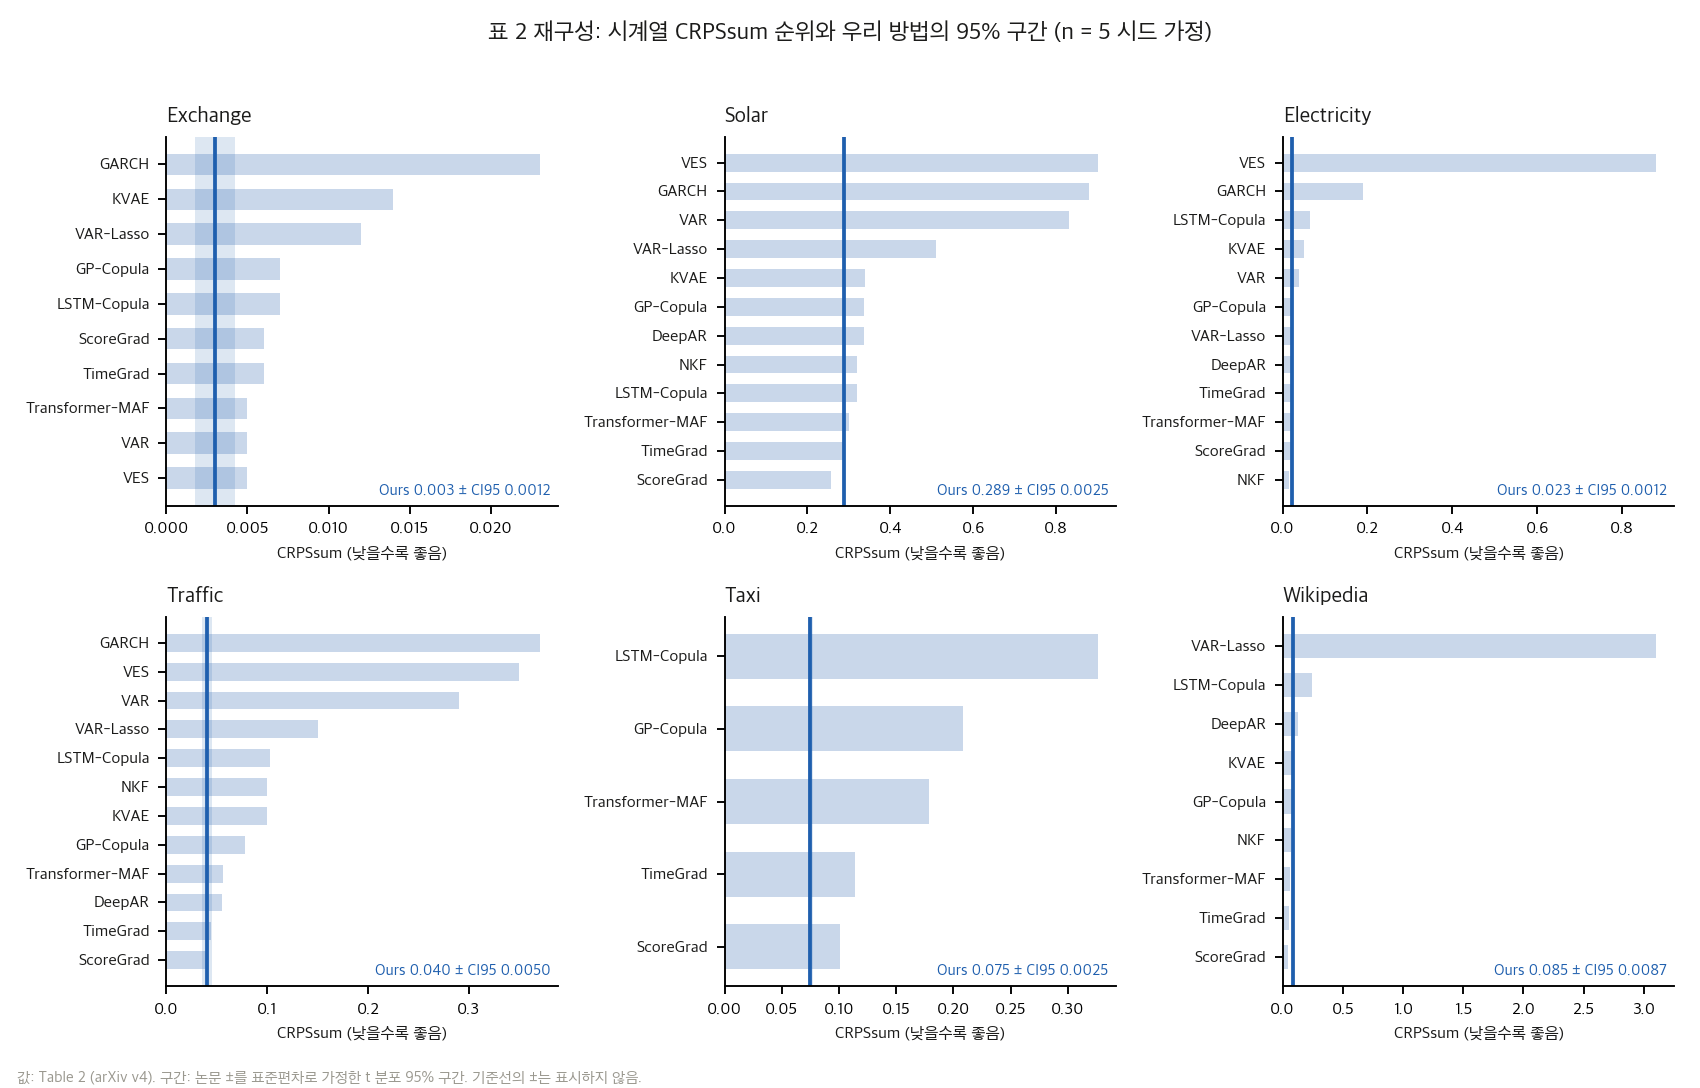 표 2 재구성: 시계열 CRPSsum 순위와 우리 방법의 95% 구간 (n = 5 시드 가정)
Exchange
GARCH
KVAE
VAR-Lasso
GP-Copula
LSTM-Copula
ScoreGrad
TimeGrad
Transformer-MAF
VAR
VES
Ours 0.003 ± CI95 0.0012
0.000 0.005 0.010 0.015 0.020
CRPSsum (낮을수록 좋음)
Solar
VES
GARCH
VAR
VAR-Lasso
KVAE
GP-Copula
DeepAR
NKF
LSTM-Copula
Transformer-MAF
TimeGrad
ScoreGrad
Ours 0.289 ± CI95 0.0025
0.0 0.2 0.4 0.6 0.8
CRPSsum (낮을수록 좋음)
Electricity
VES
GARCH
LSTM-Copula
KVAE
VAR
GP-Copula
VAR-Lasso
DeepAR
TimeGrad
Transformer-MAF
ScoreGrad
NKF
Ours 0.023 ± CI95 0.0012
0.0 0.2 0.4 0.6 0.8
CRPSsum (낮을수록 좋음)
Traffic
GARCH
VES
VAR
VAR-Lasso
LSTM-Copula
NKF
KVAE
GP-Copula
Transformer-MAF
DeepAR
TimeGrad
ScoreGrad
Ours 0.040 ± CI95 0.0050
0.0 0.1 0.2 0.3
CRPSsum (낮을수록 좋음)
Taxi
LSTM-Copula
GP-Copula
Transformer-MAF
TimeGrad
ScoreGrad
Ours 0.075 ± CI95 0.0025
0.00 0.05 0.10 0.15 0.20 0.25 0.30
CRPSsum (낮을수록 좋음)
Wikipedia
VAR-Lasso
LSTM-Copula
DeepAR
KVAE
GP-Copula
NKF
Transformer-MAF
TimeGrad
ScoreGrad
Ours 0.085 ± CI95 0.0087
0.0 0.5 1.0 1.5 2.0 2.5 3.0
CRPSsum (낮을수록 좋음)
값: Table 2 (arXiv v4). 구간: 논문 ±를 표준편차로 가정한 t 분포 95% 구간. 기준선의 ±는 표시하지 않음.